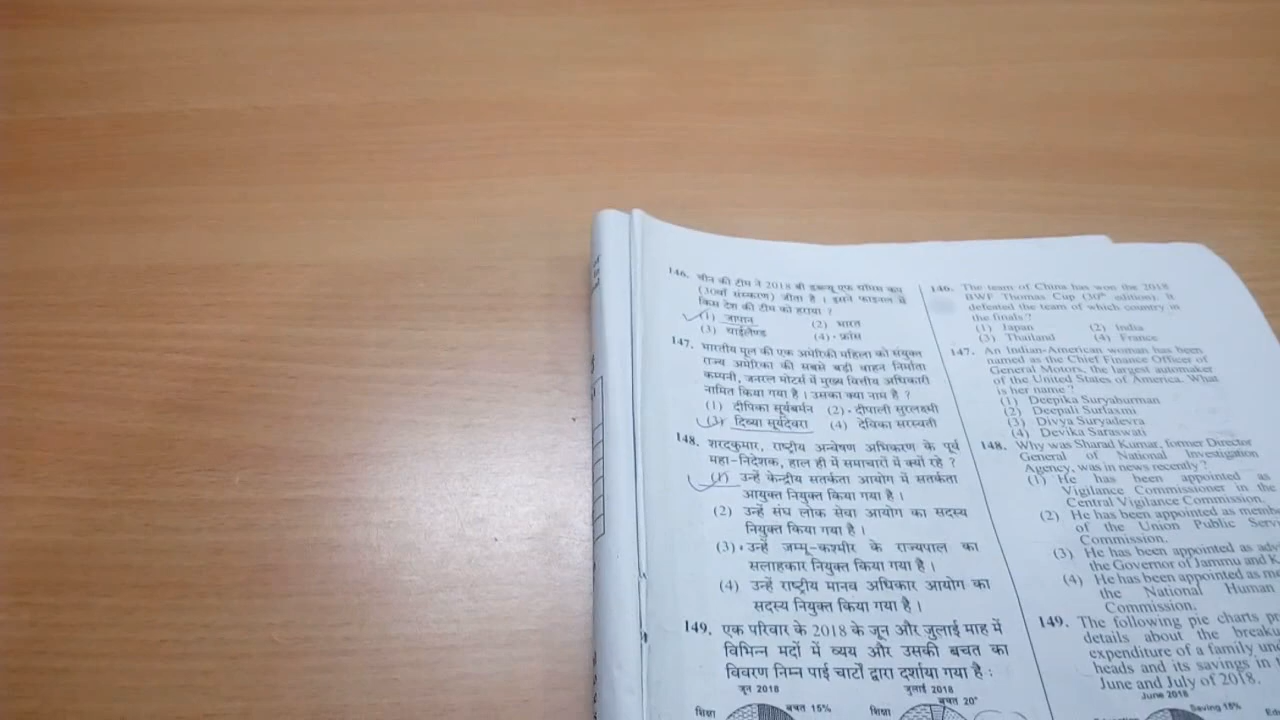 146. चीन की टीम ने 2018 बी डब्ल्यू एफ थॉमस कप
(30वाँ संस्करण) जीता है । इसने फाइनल में
किस देश की टीम को हराया ?
(1) जापान (2) भारत
(3) थाईलैण्ड (4) फ्रांस
147. भारतीय मूल की एक अमेरिकी महिला को संयुक्त
राज्य अमेरिका की सबसे बड़ी वाहन निर्माता
कम्पनी, जनरल मोटर्स में मुख्य वित्तीय अधिकारी
नामित किया गया है । उसका क्या नाम है ?
(1) दीपिका सूर्यबर्मन (2) दीपाली सुरलक्ष्मी
(3) दिव्या सूर्यदेवरा (4) देविका सरस्वती
148. शरदकुमार, राष्ट्रीय अन्वेषण अभिकरण के पूर्व
महा-निदेशक, हाल ही में समाचारों में क्यों रहे ?
(1) उन्हें केन्द्रीय सतर्कता आयोग में सतर्कता
आयुक्त नियुक्त किया गया है ।
(2) उन्हें संघ लोक सेवा आयोग का सदस्य
नियुक्त किया गया है ।
(3) उन्हें जम्मू-कश्मीर के राज्यपाल का
सलाहकार नियुक्त किया गया है ।
(4) उन्हें राष्ट्रीय मानव अधिकार आयोग का
सदस्य नियुक्त किया गया है ।
149. एक परिवार के 2018 के जून और जुलाई माह में
विभिन्न मदों में व्यय और उसकी बचत का
विवरण निम्न पाई चार्टों द्वारा दर्शाया गया है :
जून 2018 जुलाई 2018
शिक्षा बचत 15% शिक्षा बचत 20°
146. The team of China has won the 2018
BWF Thomas Cup (30th edition). It
defeated the team of which country in
the finals ?
(1) Japan (2) India
(3) Thailand (4) France
147. An Indian-American woman has been
named as the Chief Finance Officer of
General Motors, the largest automaker
of the United States of America. What
is her name ?
(1) Deepika Suryaburman
(2) Deepali Surlaxmi
(3) Divya Suryadevra
(4) Devika Saraswati
148. Why was Sharad Kumar, former Director
General of National Investigation
Agency, was in news recently ?
(1) He has been appointed as
Vigilance Commissioner in the
Central Vigilance Commission.
(2) He has been appointed as memb
of the Union Public Serv
Commission.
(3) He has been appointed as adv
the Governor of Jammu and K
(4) He has been appointed as me
the National Human
Commission.
149. The following pie charts pr
details about the breaku
expenditure of a family und
heads and its savings in
June and July of 2018.
June 2018
Saving 15%